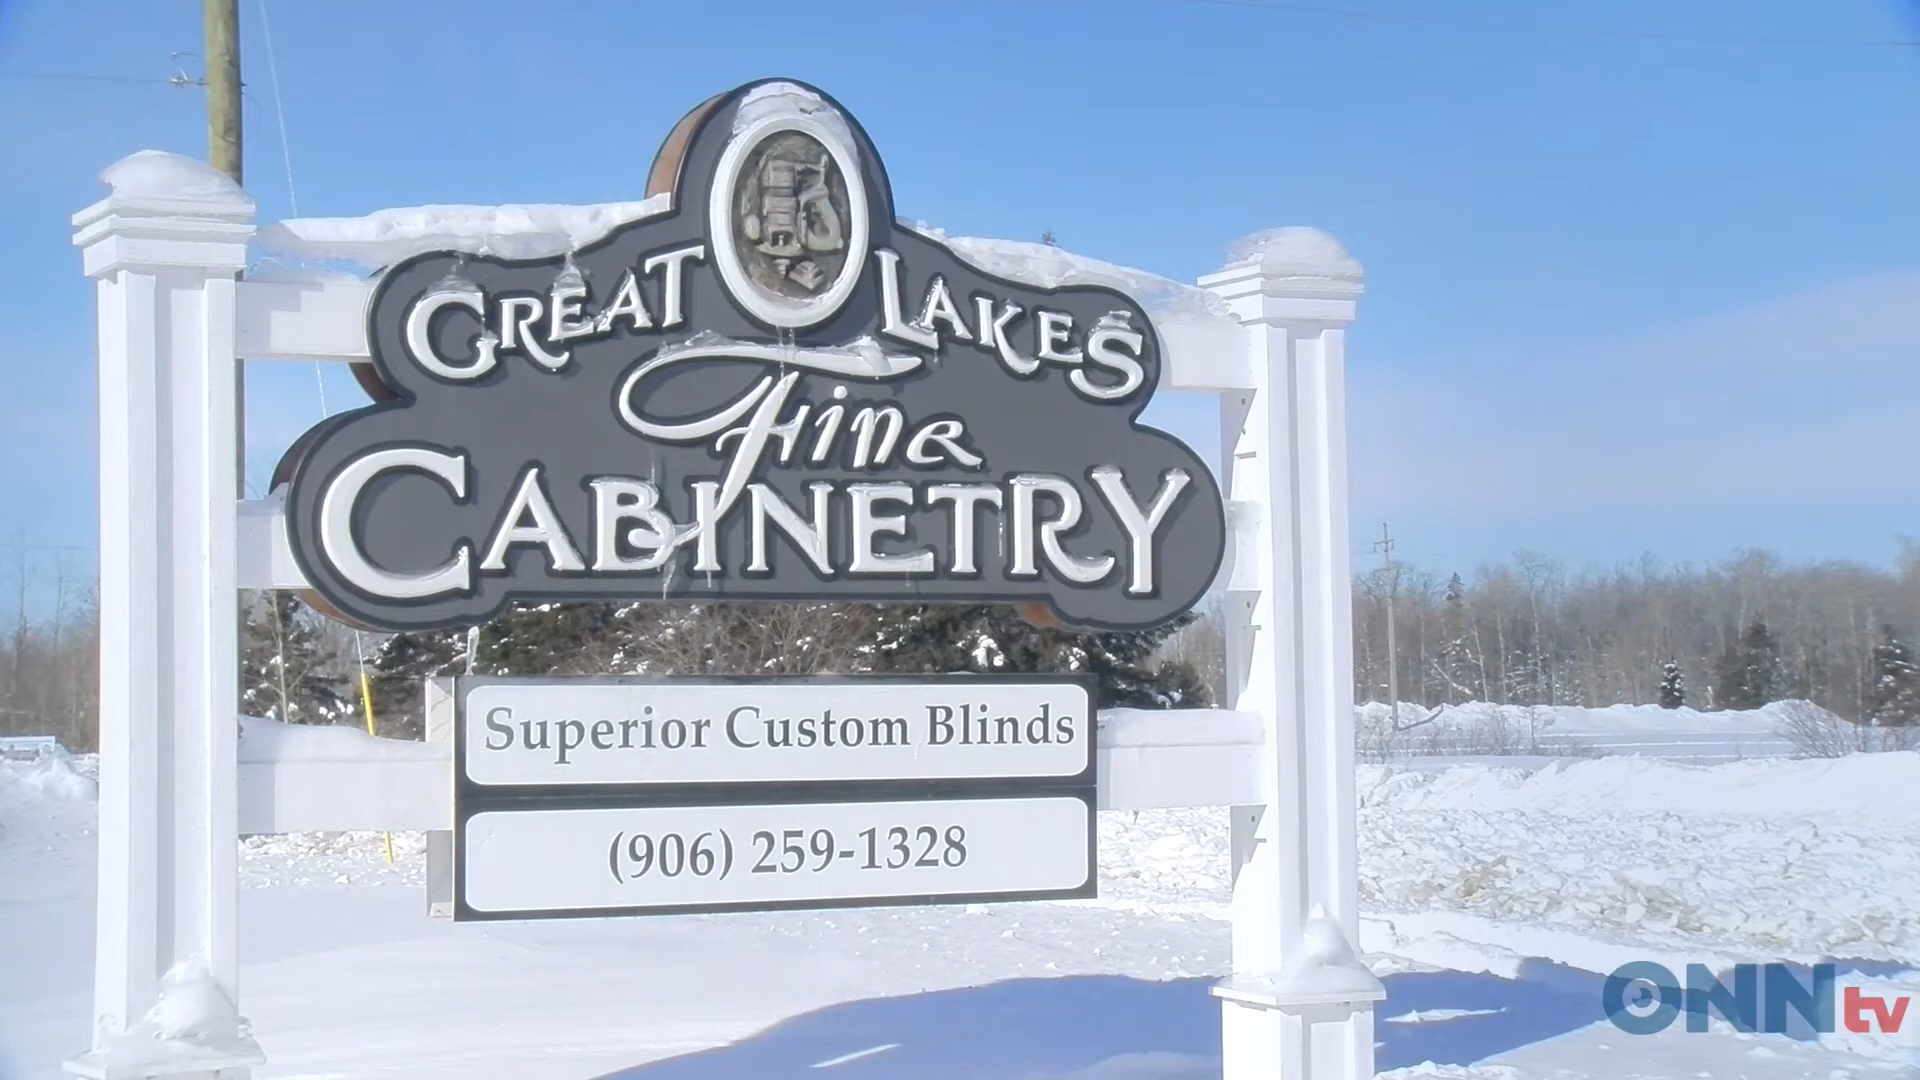 GREAT LAKES
Fine
CABINETRY
Superior Custom Blinds
(906) 259-1328
ONNtv